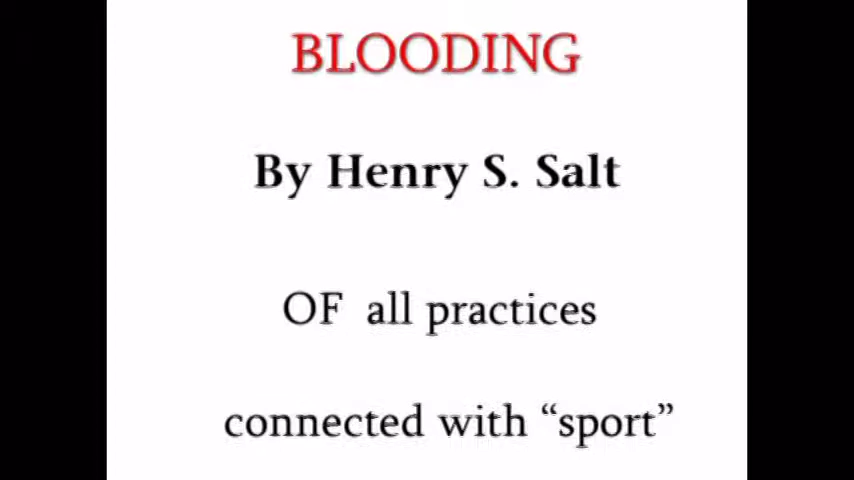 BLOODING
By Henry S. Salt
OF all practices
connected with “sport”